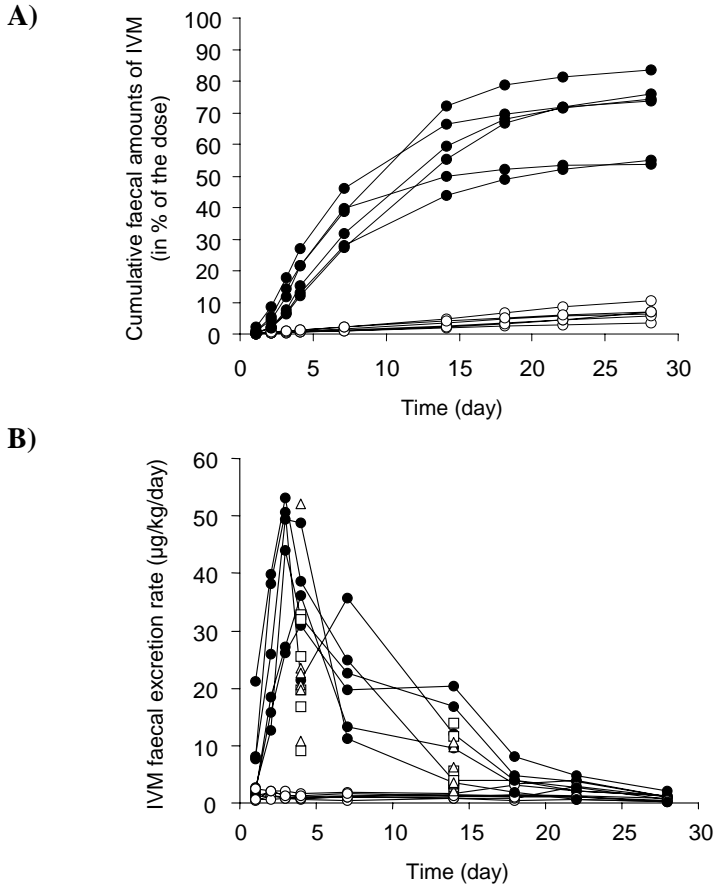 A)
Cumulative faecal amounts of IVM
(in % of the dose)
100
90
80
70
60
50
40
30
20
10
0
0 5 10 15 20 25 30
Time (day)
B)
IVM faecal excretion rate (µg/kg/day)
60
50
40
30
20
10
0
0 5 10 15 20 25 30
Time (day)